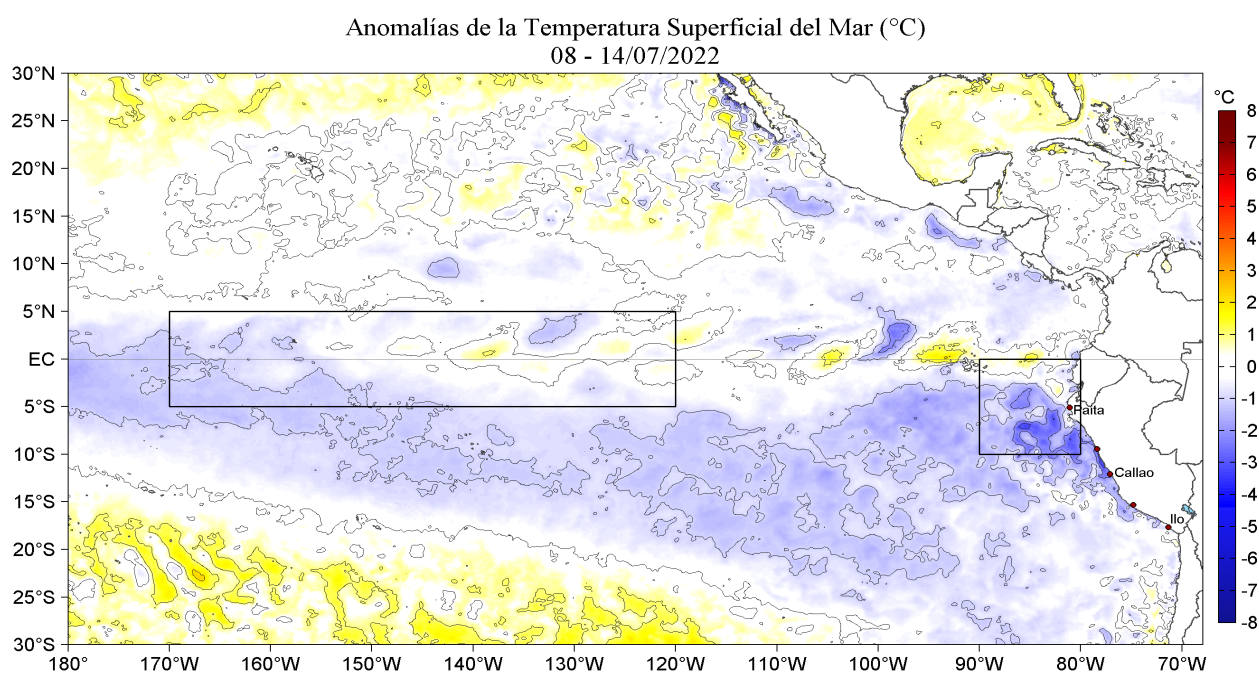 Anomalías de la Temperatura Superficial del Mar (°C)
08 - 14/07/2022
30°N
25°N
20°N
15°N
10°N
5°N
EC
5°S
10°S
15°S
20°S
25°S
30°S
180°
170°W
160°W
150°W
140°W
130°W
120°W
110°W
100°W
90°W
80°W
70°W
Paita
Callao
Ilo
°C
8
7
6
5
4
3
2
1
0
-1
-2
-3
-4
-5
-6
-7
-8